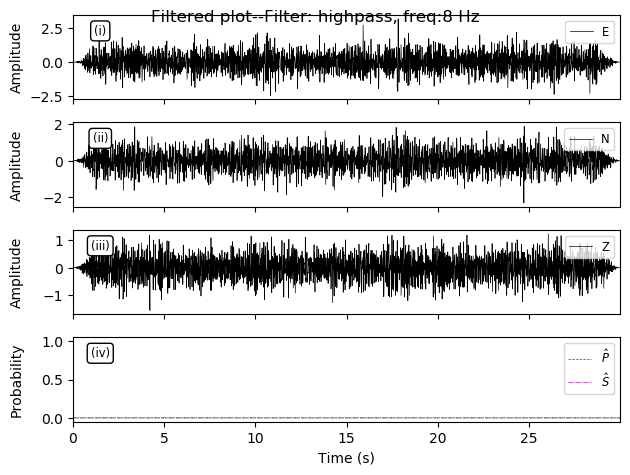 Filtered plot--Filter: highpass, freq:8 Hz
(i)
E
Amplitude
2.5
0.0
−2.5
(ii)
N
Amplitude
2
0
−2
(iii)
Z
Amplitude
1
0
−1
(iv)
P̂
Ŝ
Probability
1.0
0.5
0.0
0 5 10 15 20 25
Time (s)